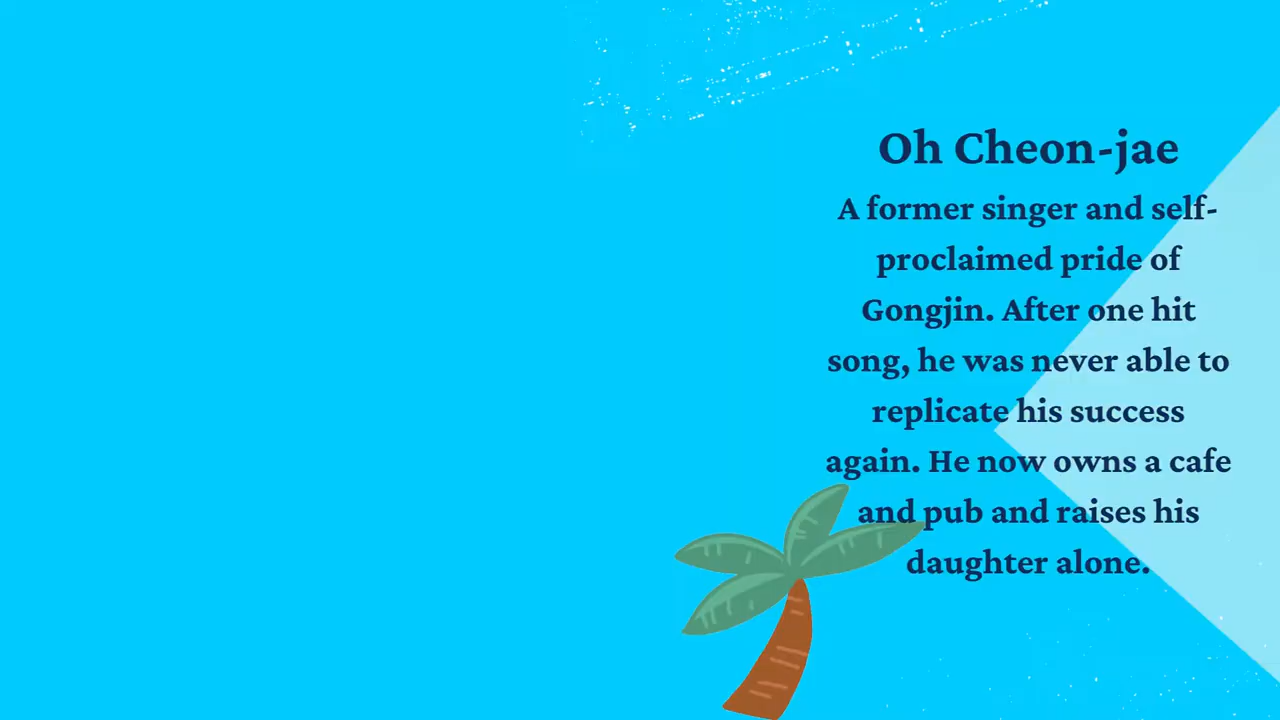 Oh Cheon-jae
A former singer and self-
proclaimed pride of
Gongjin. After one hit
song, he was never able to
replicate his success
again. He now owns a cafe
and pub and raises his
daughter alone.